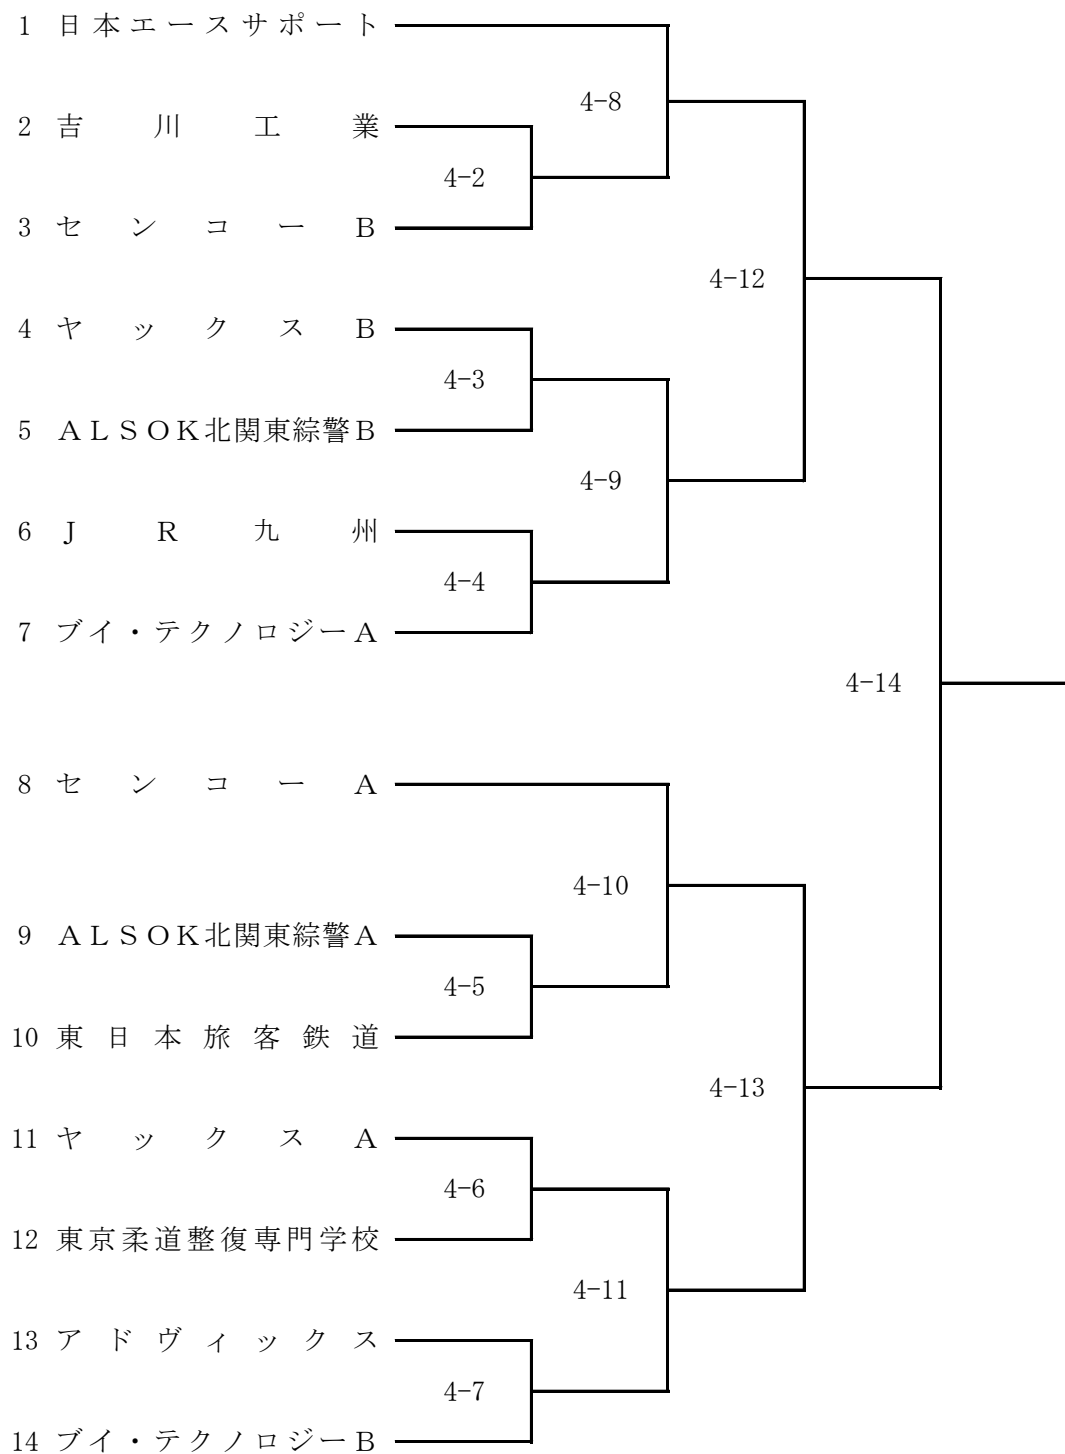 1 日本エースサポート
4-8
2 吉川工業
4-2
3 センコーB
4-12
4 ヤックスB
4-3
5 ALSOK北関東綜警B
4-9
6 JR九州
4-4
7 ブイ・テクノロジーA
4-14
8 センコーA
4-10
9 ALSOK北関東綜警A
4-5
10 東日本旅客鉄道
4-13
11 ヤックスA
4-6
12 東京柔道整復専門学校
4-11
13 アドヴィックス
4-7
14 ブイ・テクノロジーB